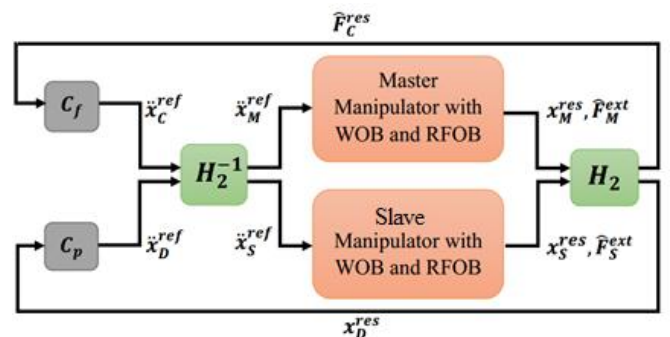 F̂_C^{res}
C_f
ẍ_C^{ref}
ẍ_M^{ref}
Master
Manipulator with
WOB and RFOB
x_M^{res}, F̂_M^{ext}
H_2^{-1}
H_2
C_p
ẍ_D^{ref}
ẍ_S^{ref}
Slave
Manipulator with
WOB and RFOB
x_S^{res}, F̂_S^{ext}
x_D^{res}